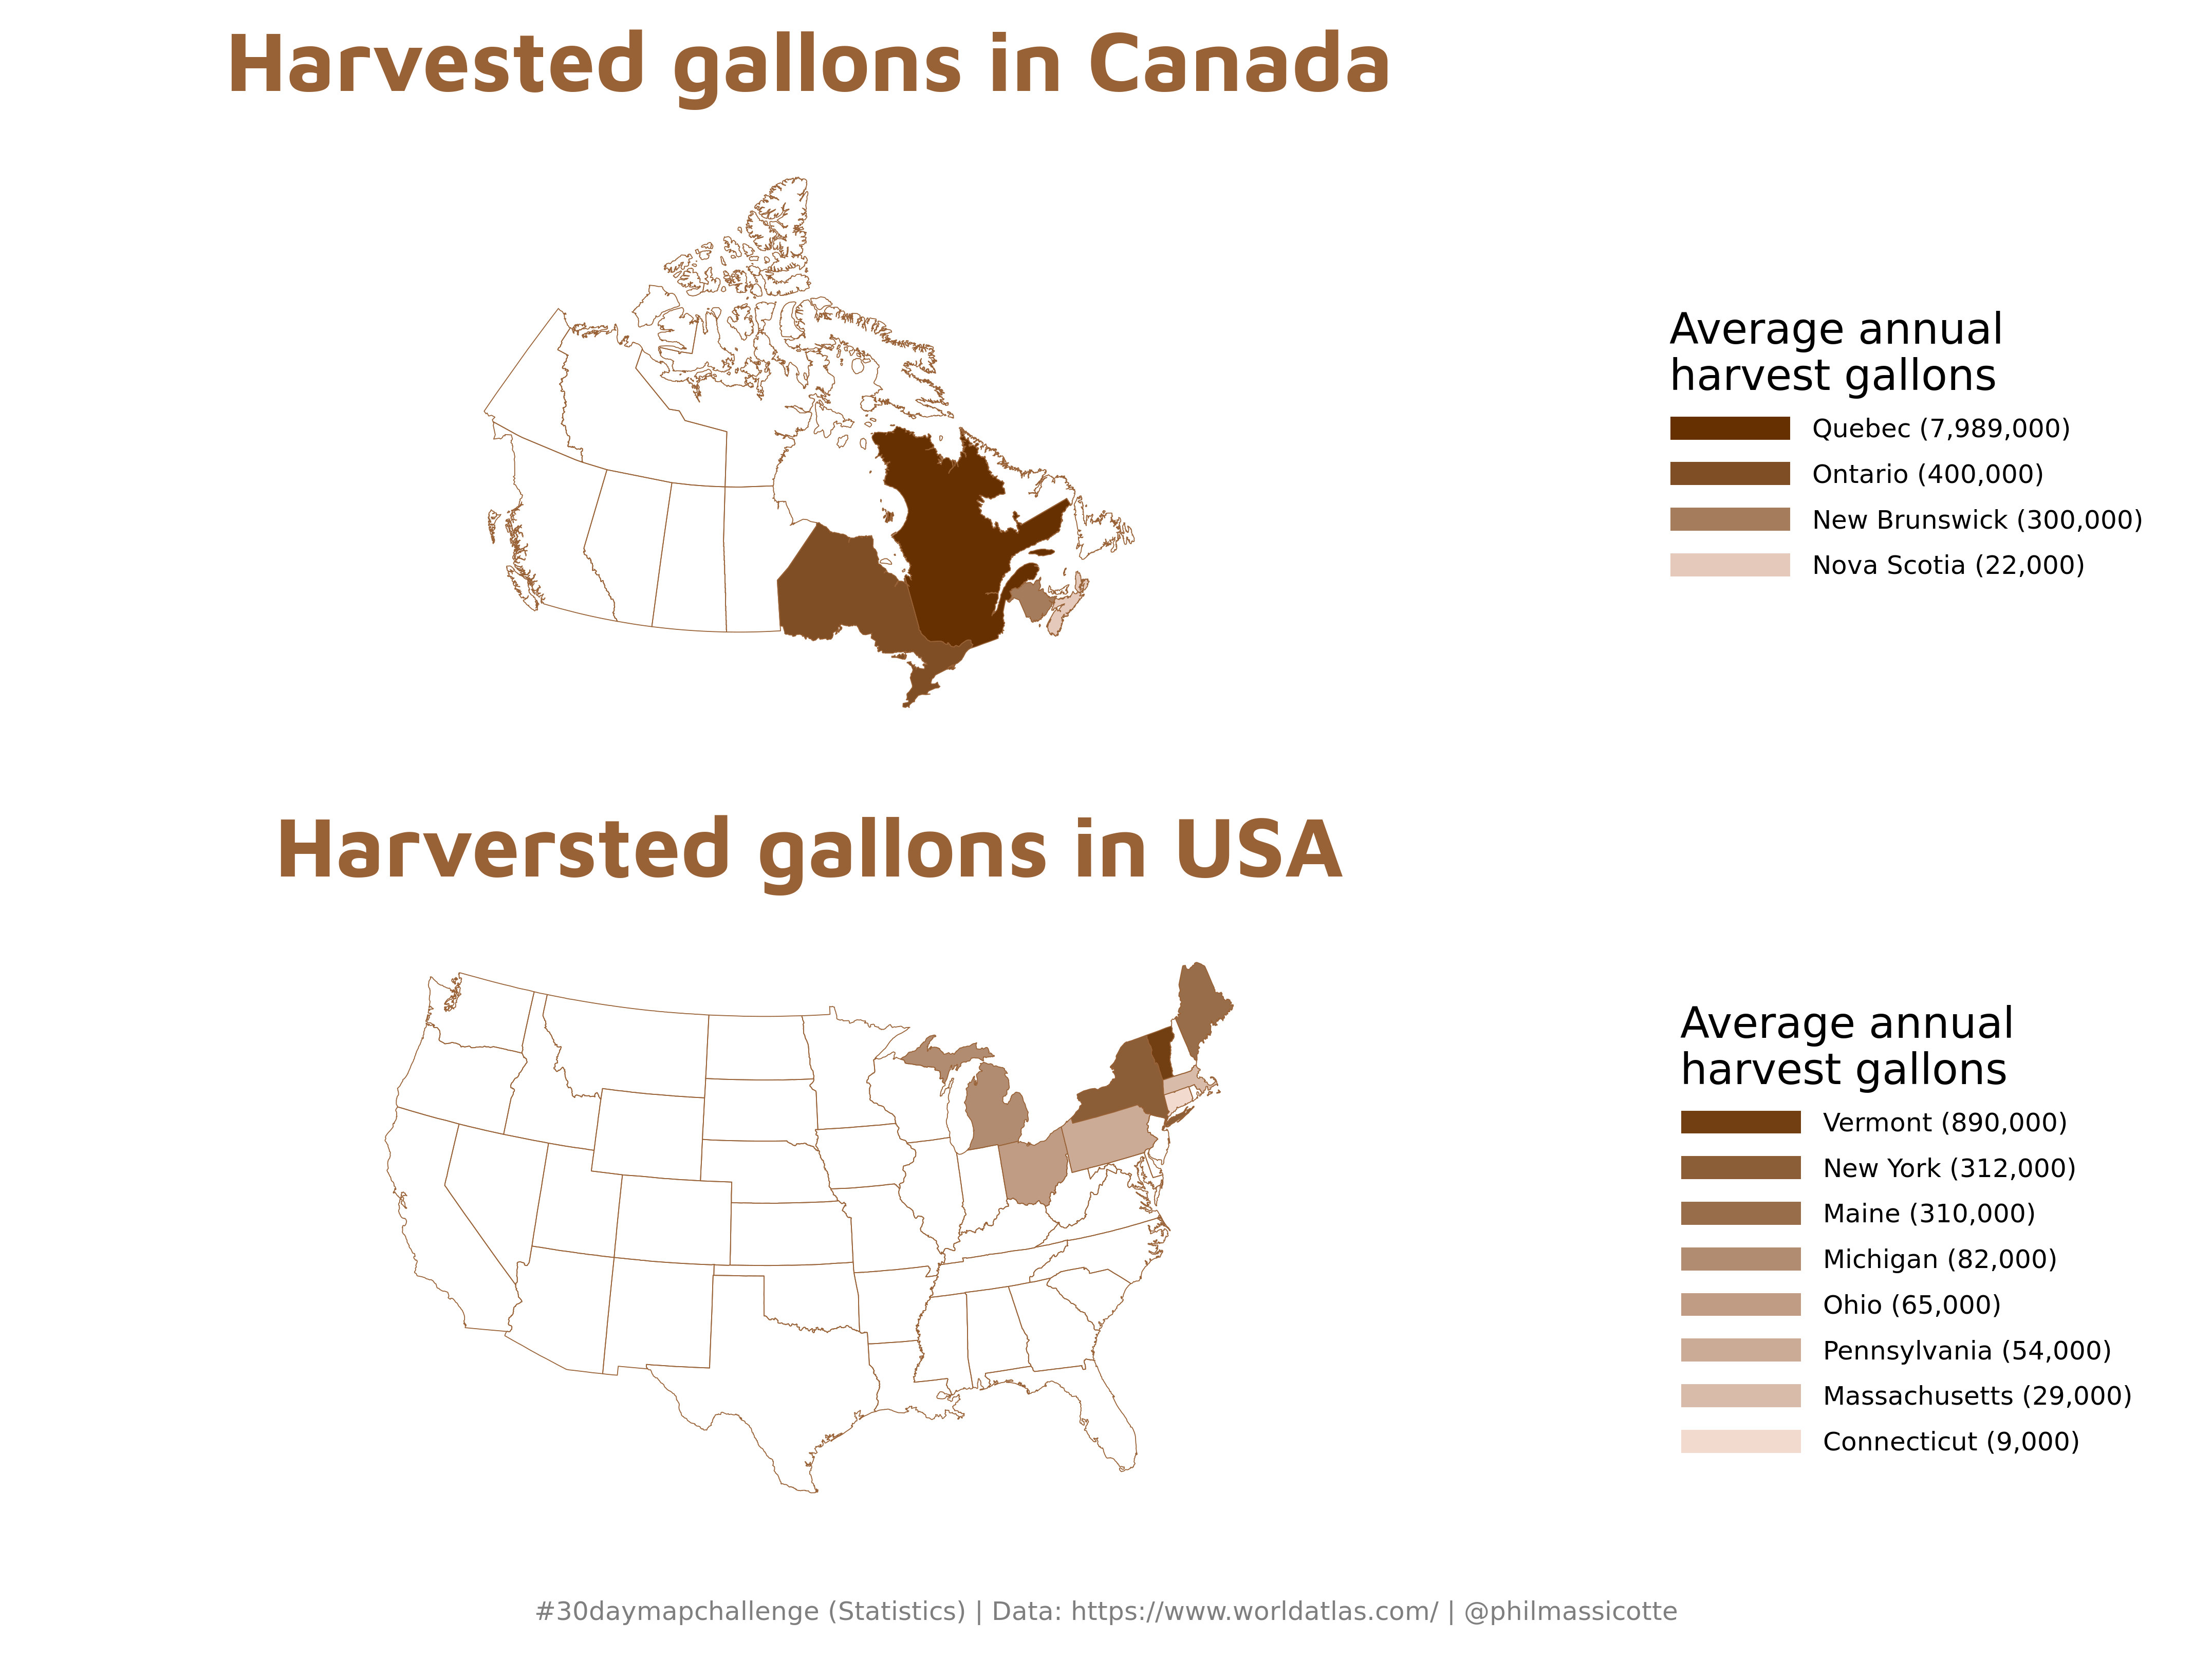 Harvested gallons in Canada
Average annual
harvest gallons
Quebec (7,989,000)
Ontario (400,000)
New Brunswick (300,000)
Nova Scotia (22,000)
Harversted gallons in USA
Average annual
harvest gallons
Vermont (890,000)
New York (312,000)
Maine (310,000)
Michigan (82,000)
Ohio (65,000)
Pennsylvania (54,000)
Massachusetts (29,000)
Connecticut (9,000)
#30daymapchallenge (Statistics) | Data: https://www.worldatlas.com/ | @philmassicotte